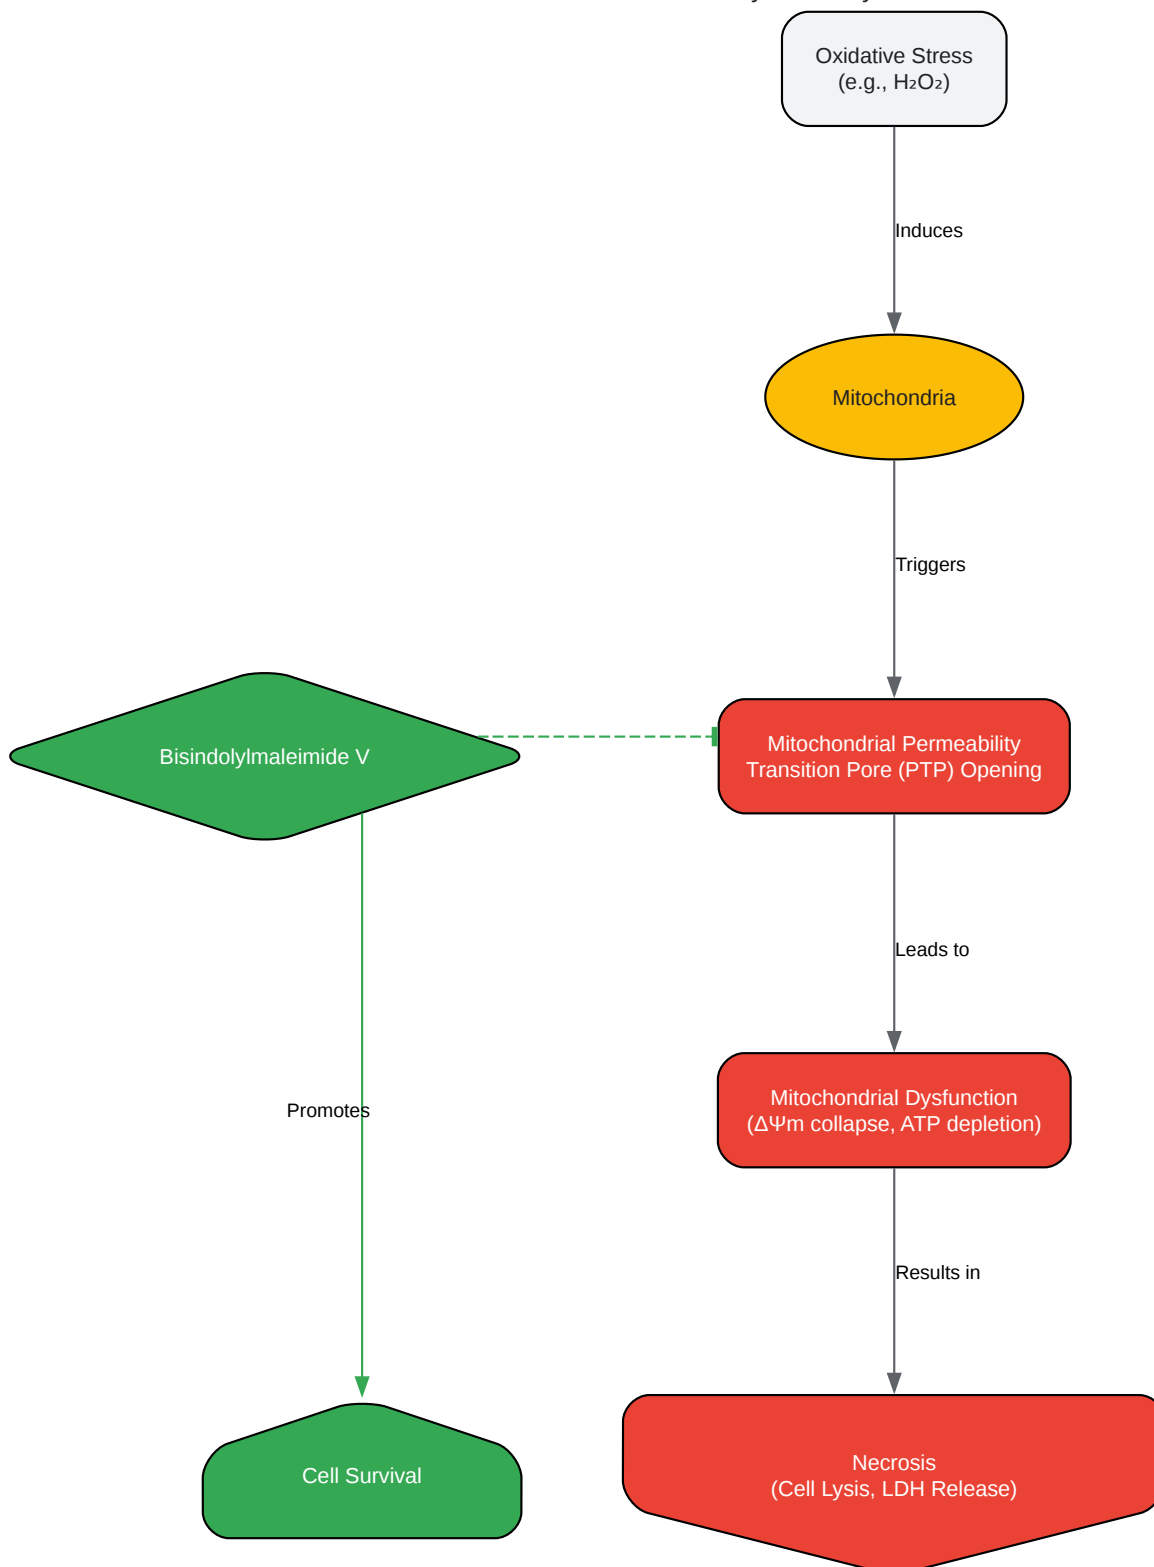 Oxidative Stress
(e.g., H₂O₂)
Induces
Mitochondria
Triggers
Bisindolylmaleimide V
Mitochondrial Permeability
Transition Pore (PTP) Opening
Leads to
Mitochondrial Dysfunction
(ΔΨm collapse, ATP depletion)
Promotes
Results in
Cell Survival
Necrosis
(Cell Lysis, LDH Release)